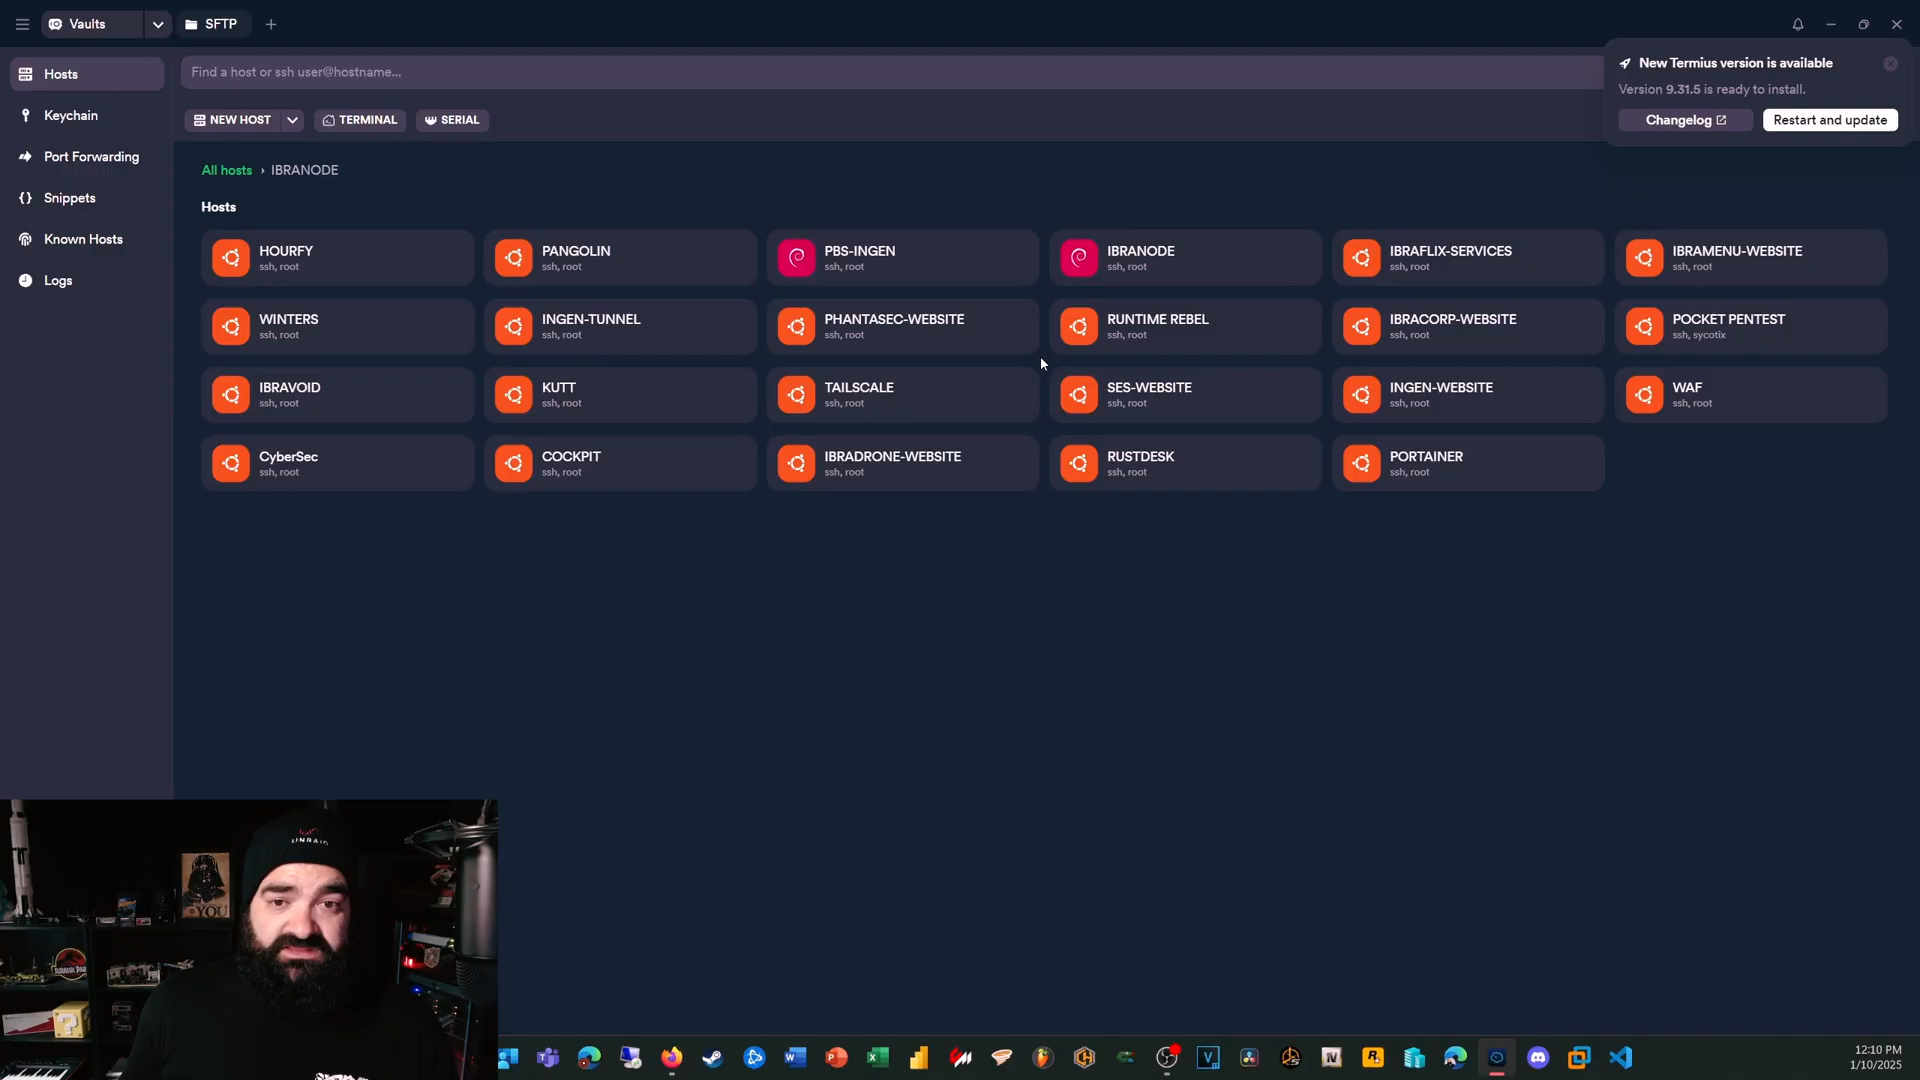 Vaults
SFTP
Hosts
Keychain
Port Forwarding
Snippets
Known Hosts
Logs
Find a host or ssh user@hostname...
NEW HOST
TERMINAL
SERIAL
New Termius version is available
Version 9.31.5 is ready to install.
Changelog
Restart and update
All hosts › IBRANODE
Hosts
HOURFY
ssh, root
PANGOLIN
ssh, root
PBS-INGEN
ssh, root
IBRANODE
ssh, root
IBRAFLIX-SERVICES
ssh, root
IBRAMENU-WEBSITE
ssh, root
WINTERS
ssh, root
INGEN-TUNNEL
ssh, root
PHANTASEC-WEBSITE
ssh, root
RUNTIME REBEL
ssh, root
IBRACORP-WEBSITE
ssh, root
POCKET PENTEST
ssh, sycotix
IBRAVOID
ssh, root
KUTT
ssh, root
TAILSCALE
ssh, root
SES-WEBSITE
ssh, root
INGEN-WEBSITE
ssh, root
WAF
ssh, root
CyberSec
ssh, root
COCKPIT
ssh, root
IBRADRONE-WEBSITE
ssh, root
RUSTDESK
ssh, root
PORTAINER
ssh, root
UNRAID
YOU
JURASSIC PARK
12:10 PM
1/10/2025